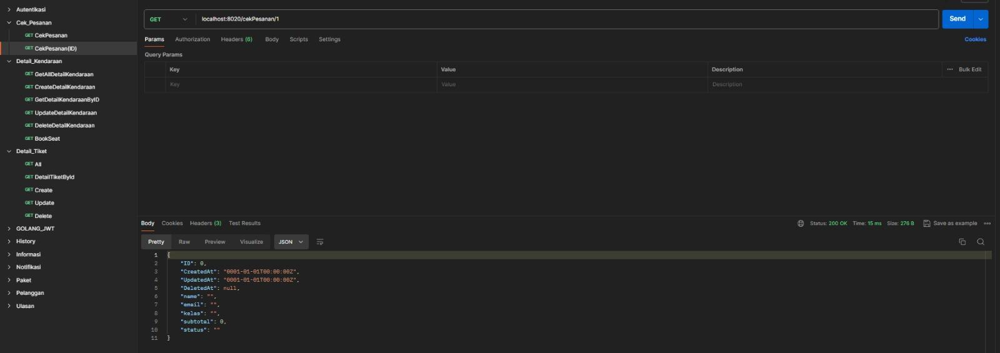 Autentikasi
Cek_Pesanan
GET CekPesanan
GET CekPesanan(ID)
Detail_Kendaraan
GET GetAllDetailKendaraan
GET CreateDetailKendaraan
GET GetDetailKendaraanByID
GET UpdateDetailKendaraan
GET DeleteDetailKendaraan
GET BookSeat
Detail_Tiket
GET All
GET DetailTiketById
GET Create
GET Update
GET Delete
GOLANG_JWT
History
Informasi
Notifikasi
Paket
Pelanggan
Ulasan
GET localhost:8020/cekPesanan/1 Send
Params Authorization Headers (6) Body Scripts Settings Cookies
Query Params
Key Value Description ••• Bulk Edit
Key Value Description
Body Cookies Headers (3) Test Results Status: 200 OK Time: 15 ms Size: 276 B Save as example
Pretty Raw Preview Visualize JSON
1 {
2 "ID": 0,
3 "CreatedAt": "0001-01-01T00:00:00Z",
4 "UpdatedAt": "0001-01-01T00:00:00Z",
5 "DeletedAt": null,
6 "name": "",
7 "email": "",
8 "kelas": "",
9 "subtotal": 0,
10 "status": ""
11 }